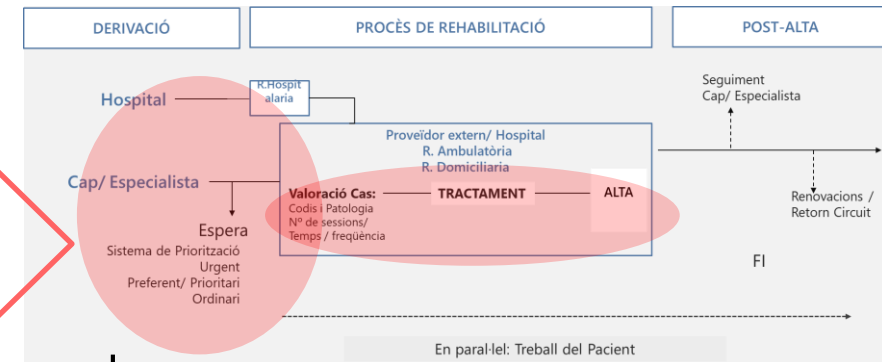 DERIVACIÓ
PROCÈS DE REHABILITACIÓ
POST-ALTA
Hospital
R.Hospit
alaria
Cap/ Especialista
Espera
Sistema de Priorització
Urgent
Preferent/ Prioritari
Ordinari
Proveïdor extern/ Hospital
R. Ambulatòria
R. Domiciliaria
Valoració Cas:
Codis i Patologia
Nº de sessions/
Temps / freqüència
TRACTAMENT
ALTA
Seguiment
Cap/ Especialista
Renovacions /
Retorn Circuit
FI
En paral·lel: Treball del Pacient